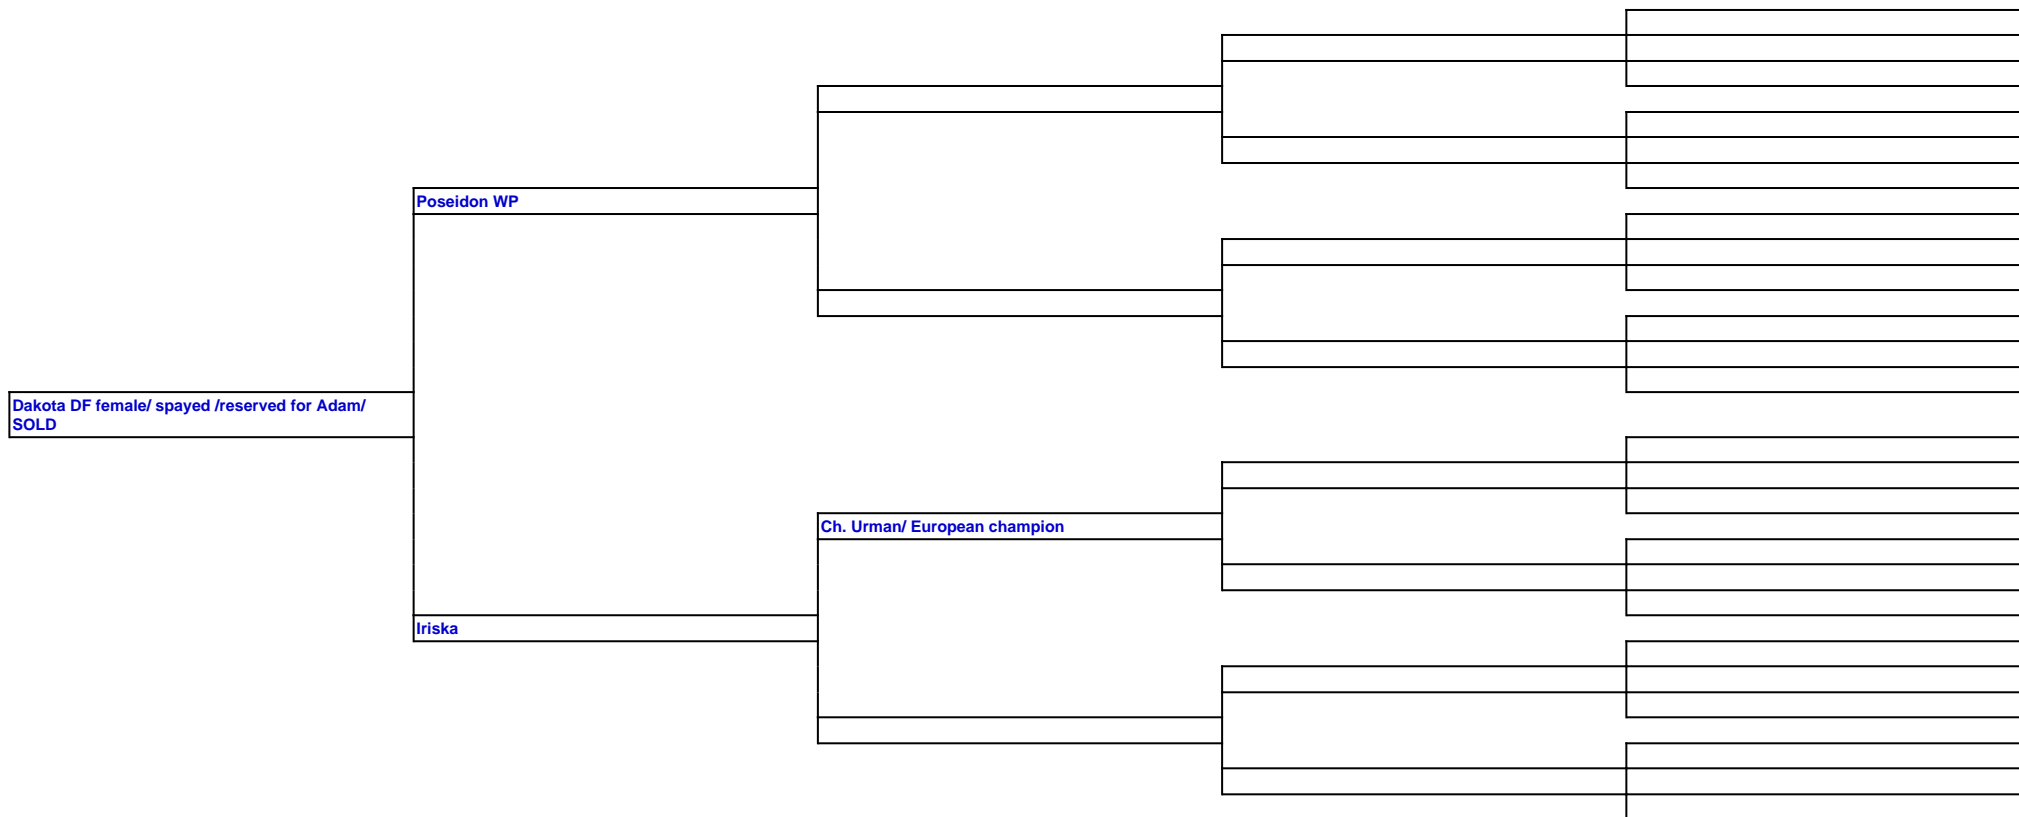 Poseidon WP
Dakota DF female/ spayed /reserved for Adam/
SOLD
Ch. Urman/ European champion
Iriska